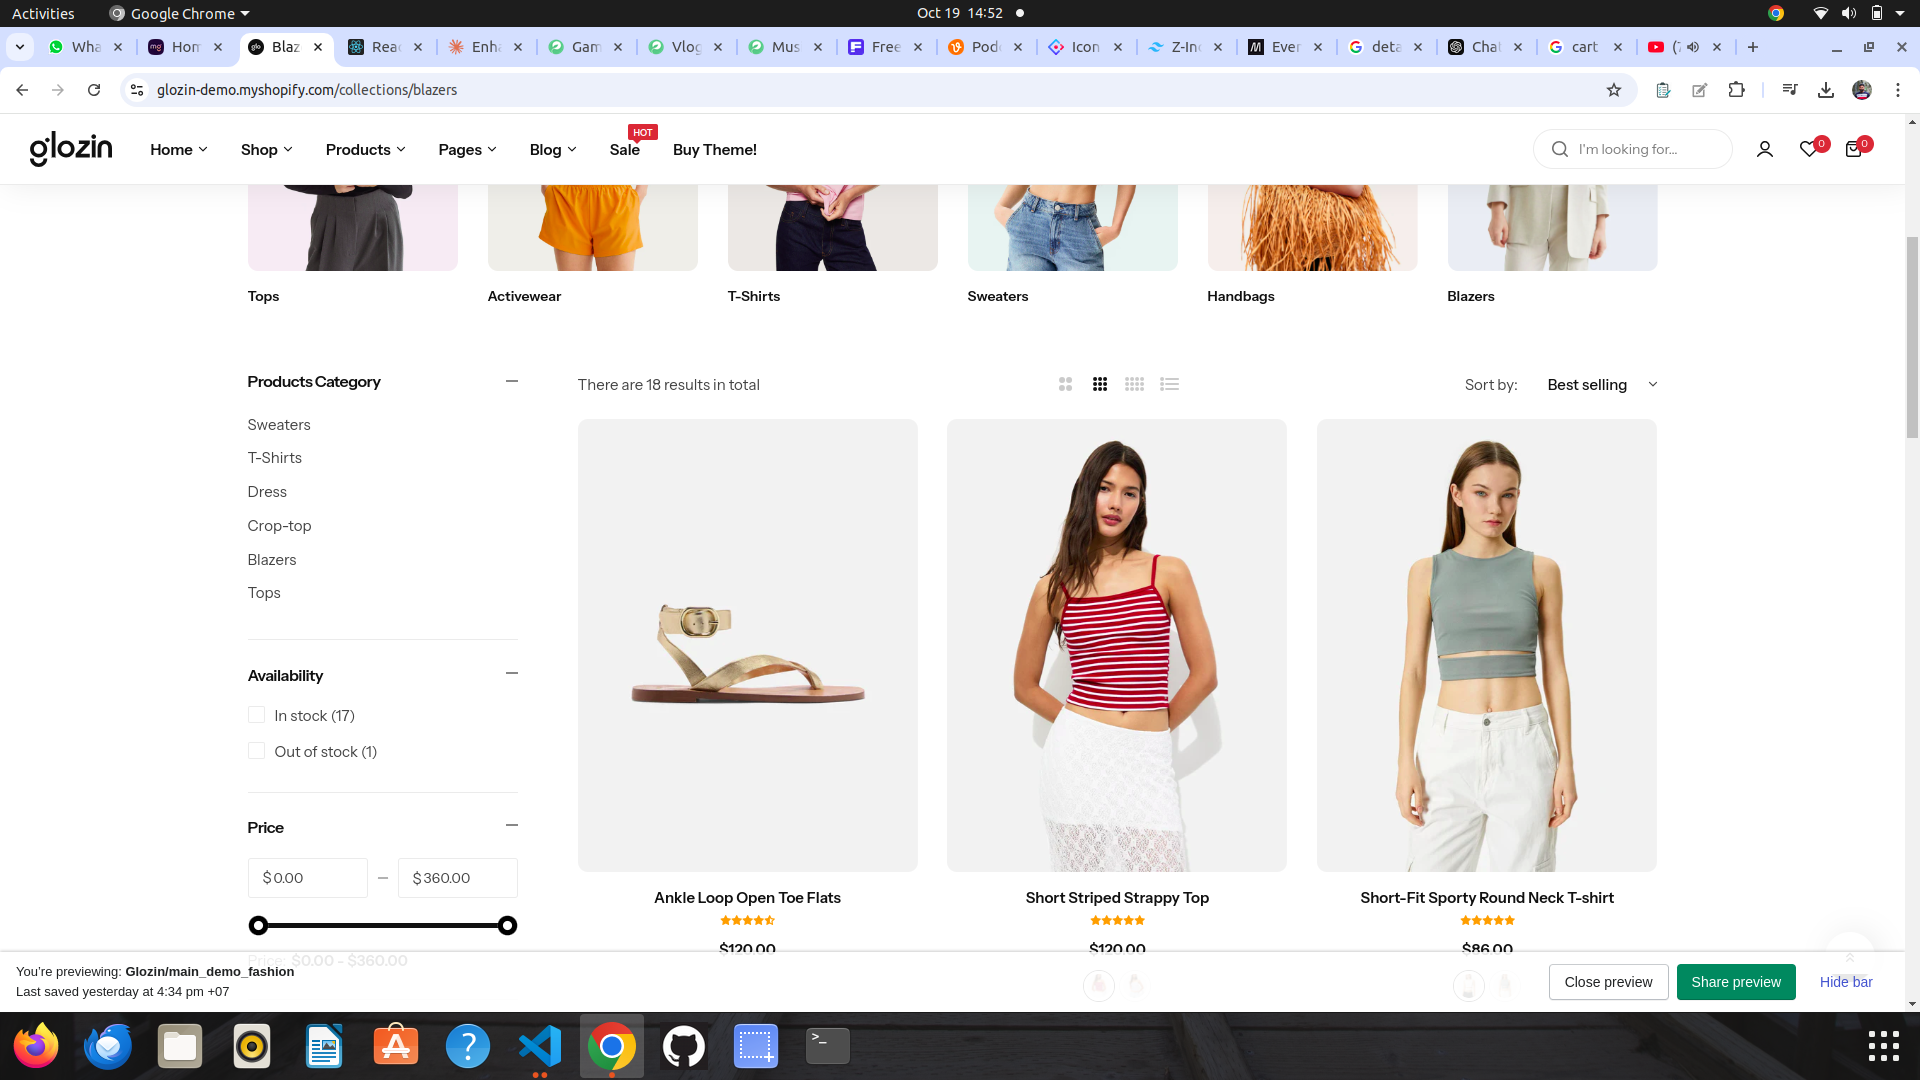 Activities
Google Chrome
Oct 19 14:52
Wha
Hom
Blaz
Reac
Enha
Gam
Vlog
Mus
Free
Podc
Icon
Z-Ind
Ever
deta
Chat
cart
glozin-demo.myshopify.com/collections/blazers
glozin
Home
Shop
Products
Pages
Blog
Sale
HOT
Buy Theme!
I'm looking for...
0
0
Tops
Activewear
T-Shirts
Sweaters
Handbags
Blazers
Products Category
Sweaters
T-Shirts
Dress
Crop-top
Blazers
Tops
Availability
In stock (17)
Out of stock (1)
Price
$ 0.00
$ 360.00
Price: $0.00 - $360.00
There are 18 results in total
Sort by:
Best selling
Ankle Loop Open Toe Flats
$120.00
Short Striped Strappy Top
$120.00
Short-Fit Sporty Round Neck T-shirt
$86.00
You're previewing: Glozin/main_demo_fashion
Last saved yesterday at 4:34 pm +07
Close preview
Share preview
Hide bar